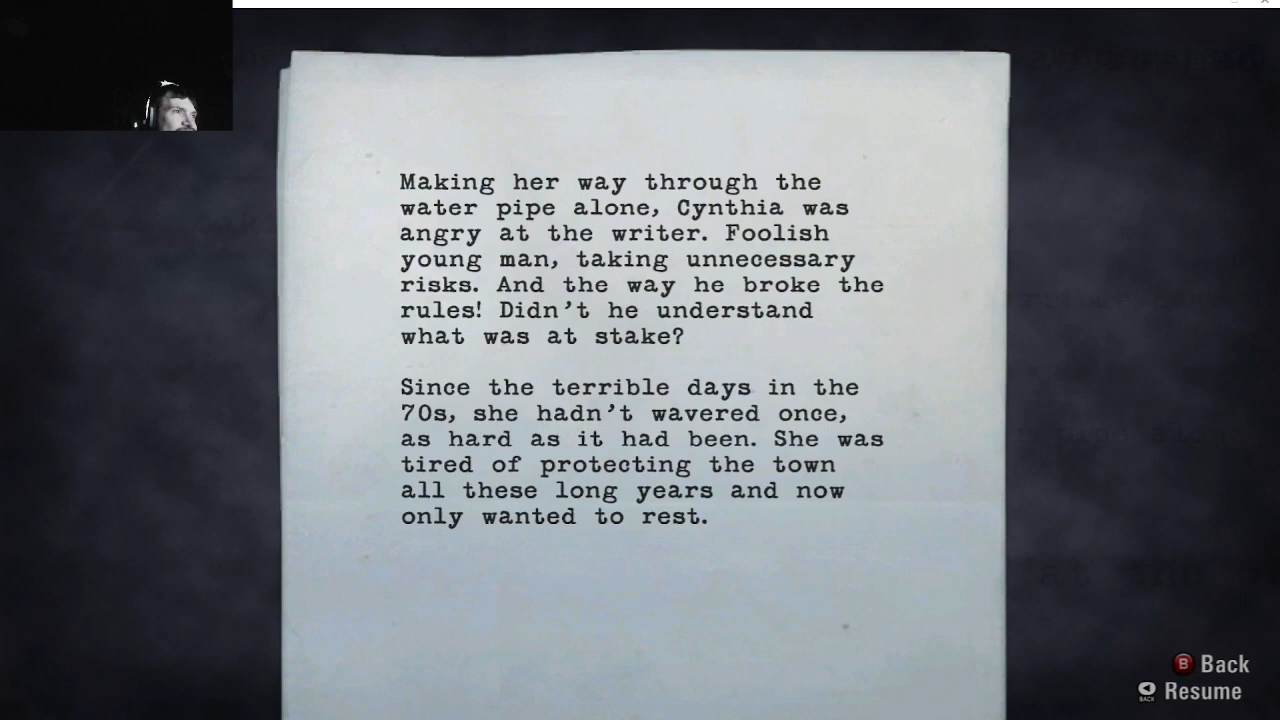 Making her way through the
water pipe alone, Cynthia was
angry at the writer. Foolish
young man, taking unnecessary
risks. And the way he broke the
rules! Didn't he understand
what was at stake?
Since the terrible days in the
70s, she hadn't wavered once,
as hard as it had been. She was
tired of protecting the town
all these long years and now
only wanted to rest.
B Back
BACK Resume